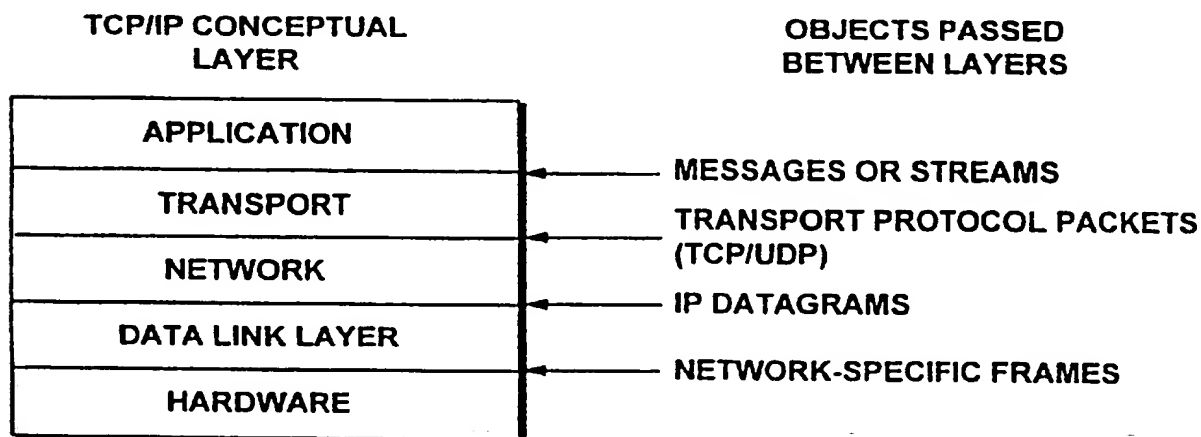 TCP/IP CONCEPTUAL
LAYER
OBJECTS PASSED
BETWEEN LAYERS
APPLICATION
MESSAGES OR STREAMS
TRANSPORT
TRANSPORT PROTOCOL PACKETS
(TCP/UDP)
NETWORK
IP DATAGRAMS
DATA LINK LAYER
NETWORK-SPECIFIC FRAMES
HARDWARE